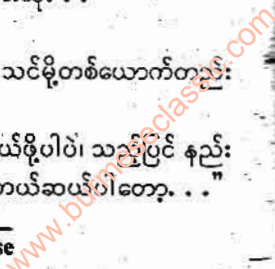 သင်မို့တစ်ယောက်တည်း
ယ်ဖို့ပါပဲ၊ သည့်ပြင် နည်း
ကယ်ဆယ်ပါတော့. . ."
se
www.burmeseclassic.com